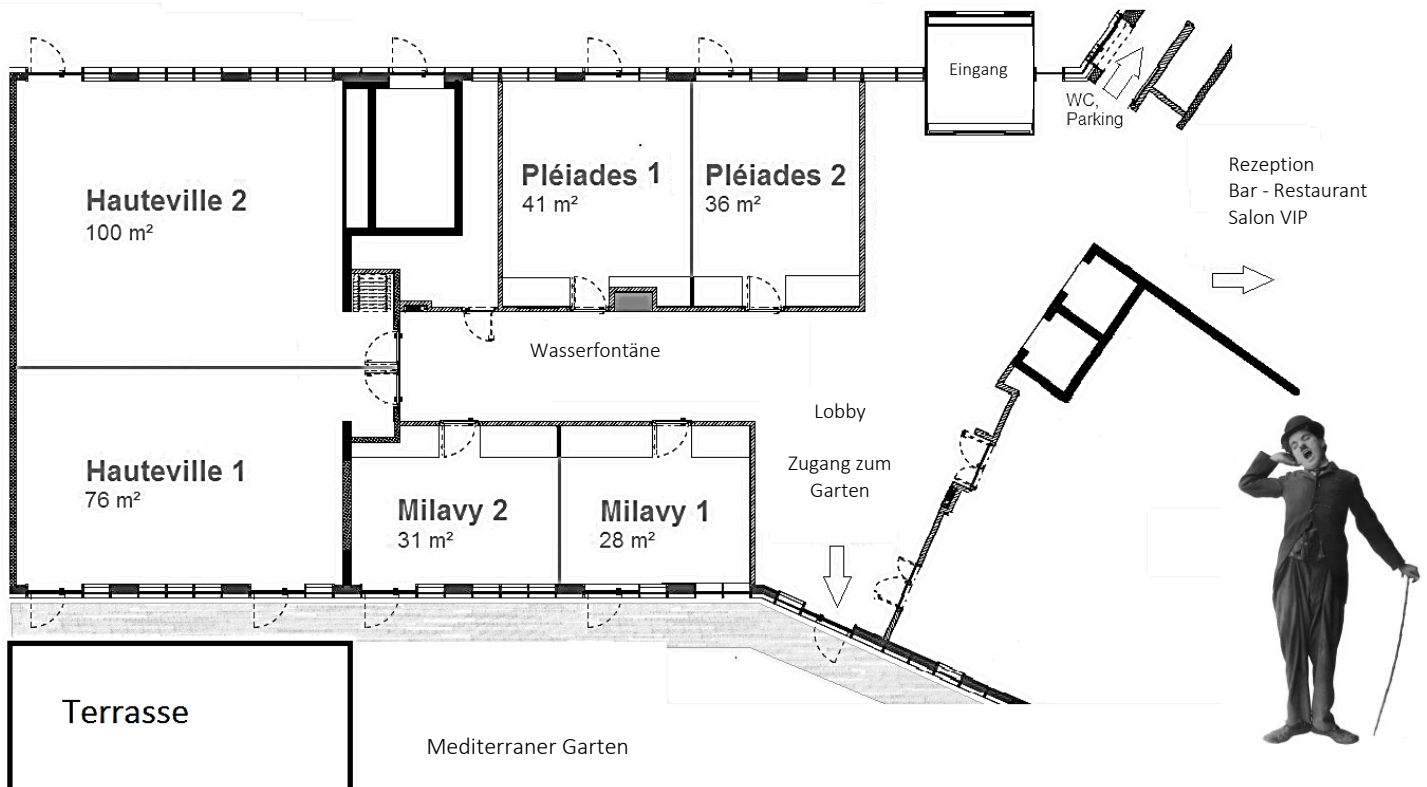 Eingang
WC,
Parking
Hauteville 2
100 m²
Pléiades 1
41 m²
Pléiades 2
36 m²
Rezeption
Bar - Restaurant
Salon VIP
Wasserfontäne
Lobby
Zugang zum
Garten
Hauteville 1
76 m²
Milavy 2
31 m²
Milavy 1
28 m²
Terrasse
Mediterraner Garten